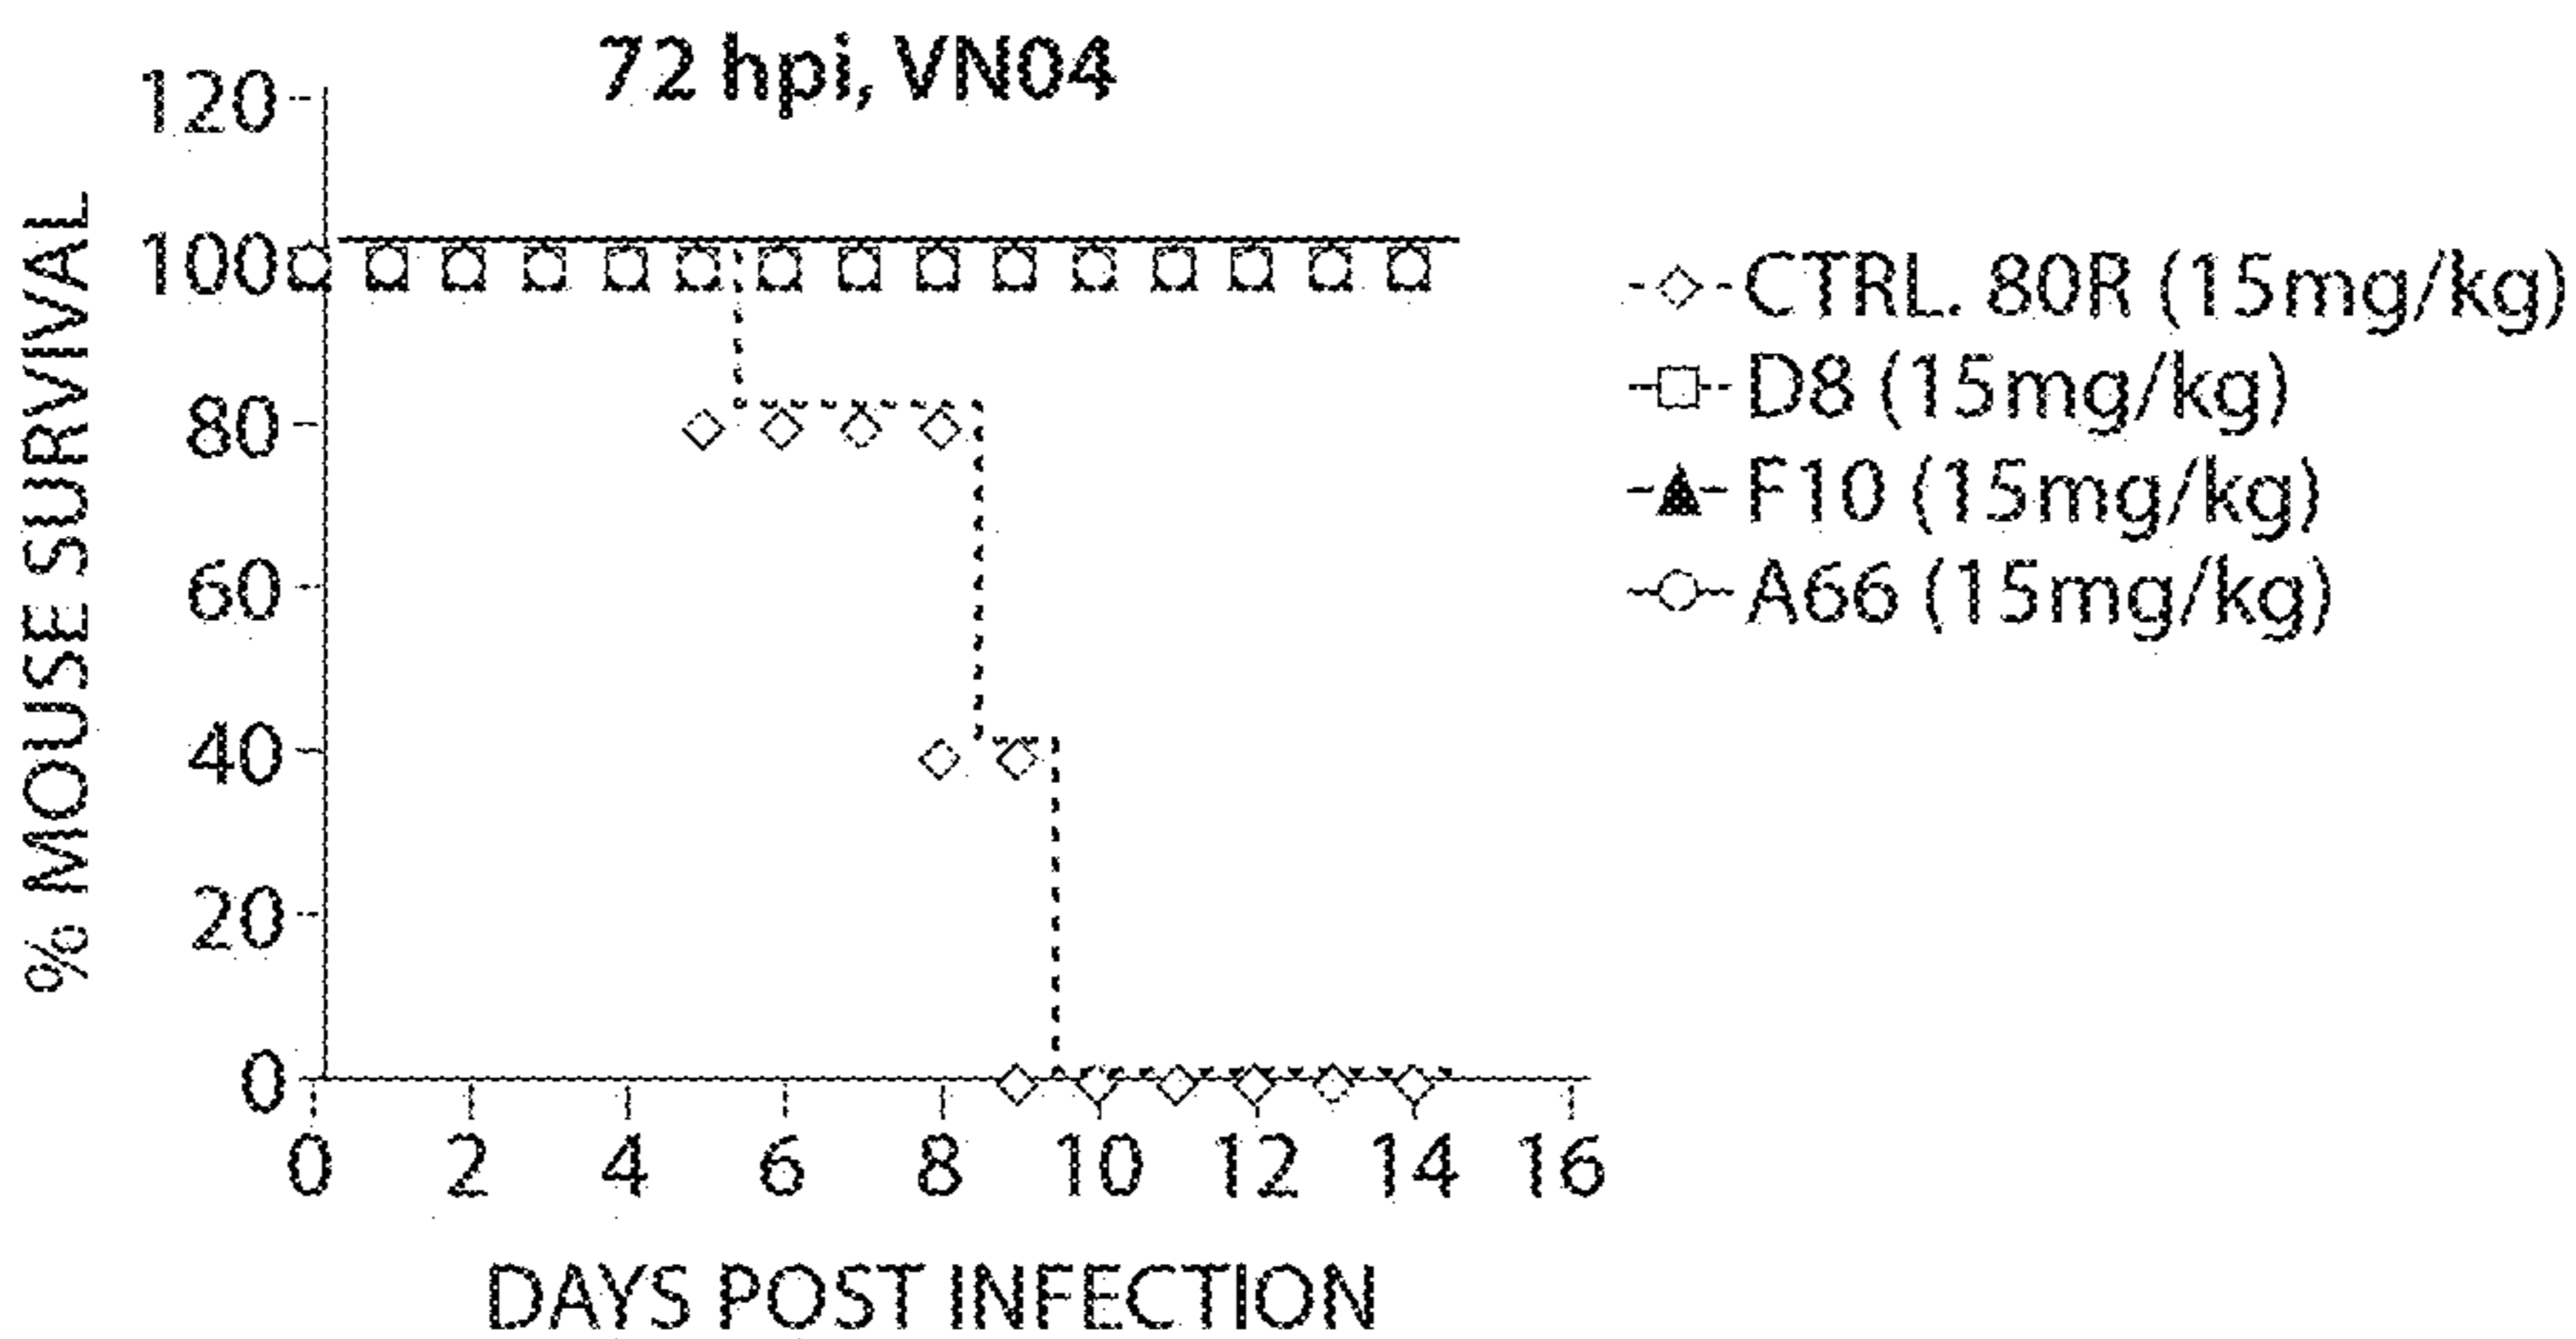 72 hpi, VN04
% MOUSE SURVIVAL
120
100
80
60
40
20
0
0 2 4 6 8 10 12 14 16
DAYS POST INFECTION
CTRL. 80R (15mg/kg)
D8 (15mg/kg)
F10 (15mg/kg)
A66 (15mg/kg)